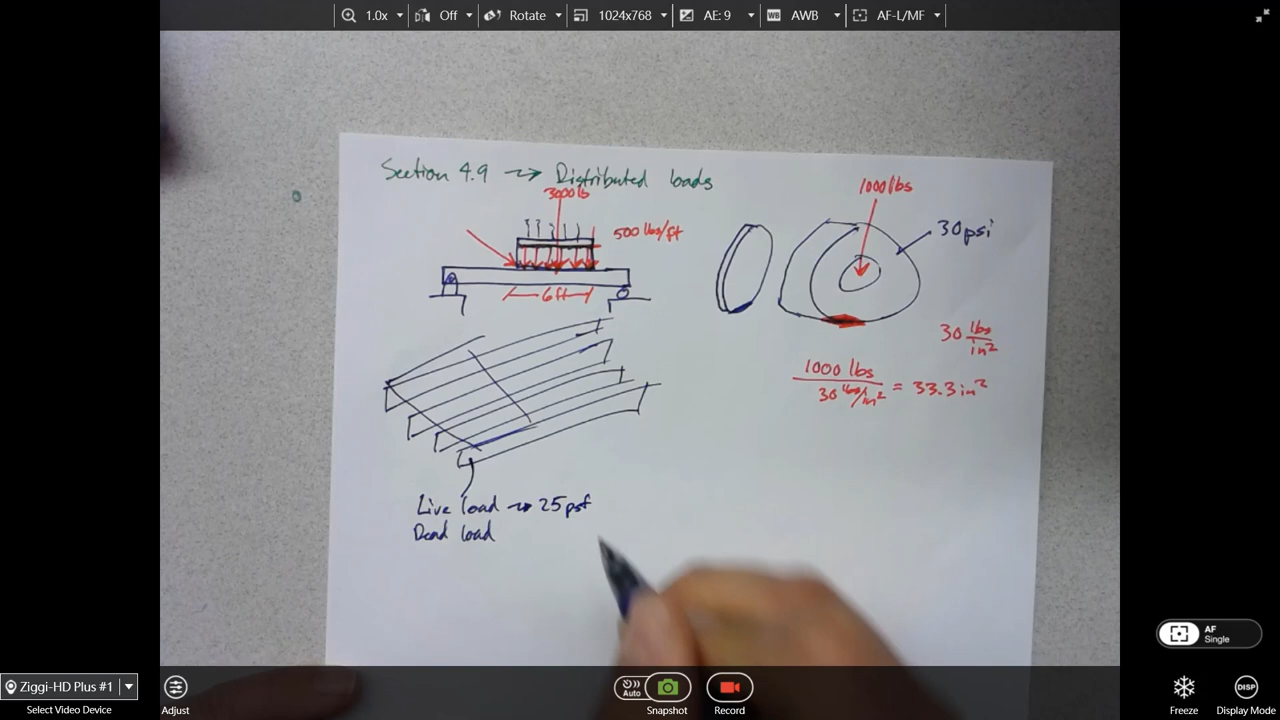 1.0x Off Rotate 1024x768 AE: 9 AWB AF-L/MF
Section 4.9 → Distributed loads
3000 lb
500 lbs/ft
6 ft
1000 lbs
30 psi
30 lbs/in²
1000 lbs / 30 lbs/in² = 33.3 in²
Live load → 25 psf
Dead load
AF
Single
Ziggi-HD Plus #1
Select Video Device
Adjust
Auto
Snapshot
Record
Freeze
DISP
Display Mode